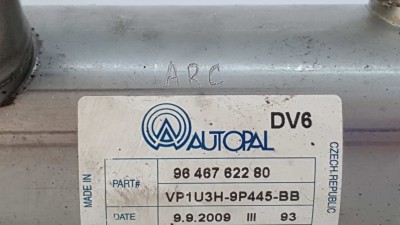 ARC
AUTOPAL
DV6
MADE IN
CZECH. REPUBLIC
PART#
96 467 622 80
VP1U3H-9P445-BB
DATE
9.9.2009 III 93